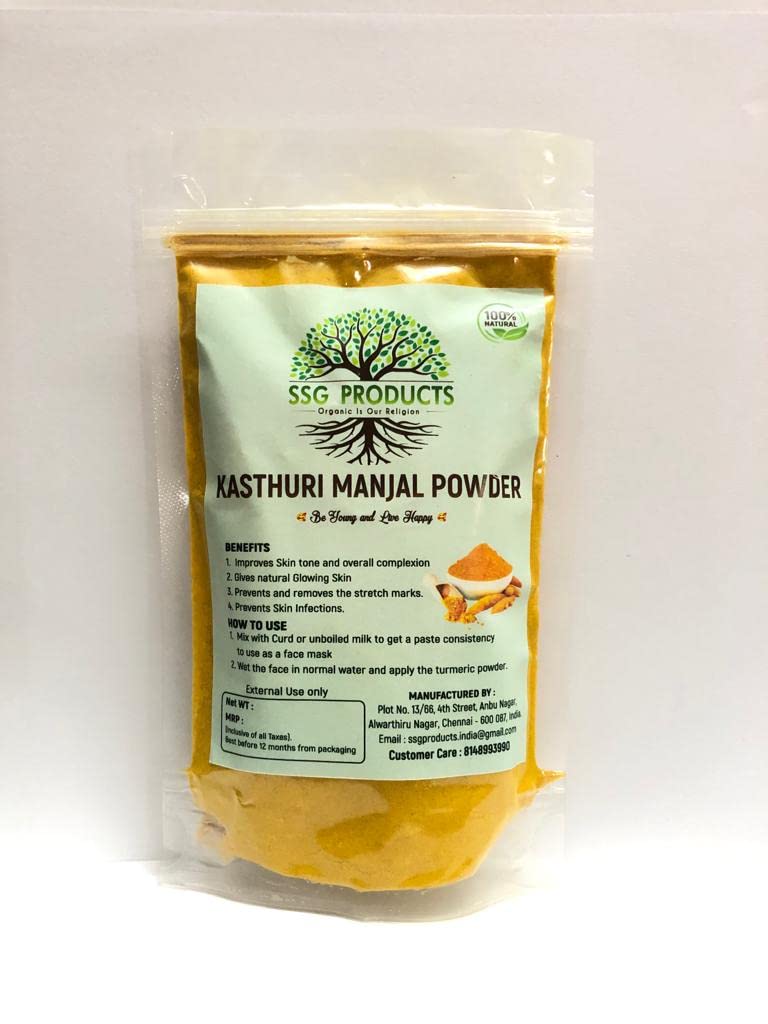 100%
NATURAL
SSG PRODUCTS
Organic Is Our Religion
KASTHURI MANJAL POWDER
Be Young and Live Happy
BENEFITS
1. Improves Skin tone and overall complexion
2. Gives natural Glowing Skin
3. Prevents and removes the stretch marks.
4. Prevents Skin Infections.
HOW TO USE
1. Mix with Curd or unboiled milk to get a paste consistency
to use as a face mask
2. Wet the face in normal water and apply the turmeric powder.
External Use only
Net WT :
MRP :
(Inclusive of all Taxes).
Best before 12 months from packaging
MANUFACTURED BY :
Plot No. 13/66, 4th Street, Anbu Nagar,
Alwarthiru Nagar, Chennai - 600 087, India.
Email : ssgproducts.india@gmail.com
Customer Care : 8148993990